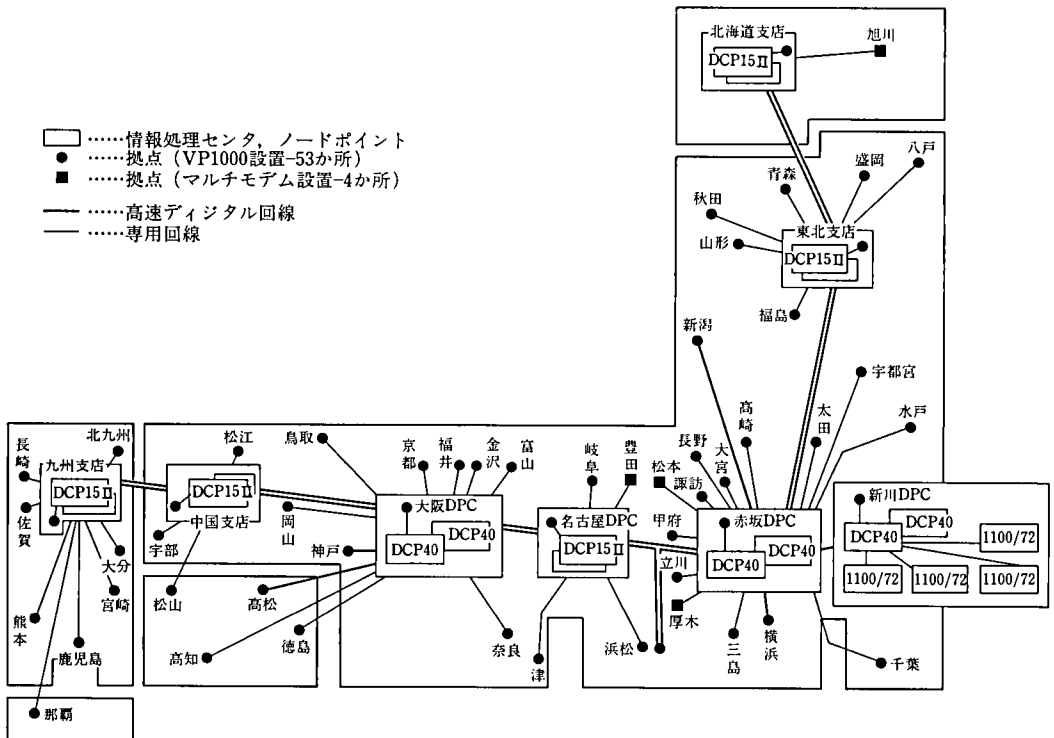 北海道支店
DCP15Ⅱ
旭川
……情報処理センタ，ノードポイント
……拠点（VP1000設置-53か所）
……拠点（マルチモデム設置-4か所）
……高速ディジタル回線
……専用回線
青森
盛岡
八戸
秋田
山形
東北支店
DCP15Ⅱ
福島
新潟
宇都宮
高崎
太田
水戸
長野
大宮
松本
諏訪
甲府
立川
厚木
赤坂DPC
DCP40
DCP40
三島
横浜
千葉
新川DPC
DCP40
DCP40
1100/72
1100/72
1100/72
1100/72
岐阜
豊田
名古屋DPC
DCP15Ⅱ
津
浜松
鳥取
京都
福井
金沢
富山
大阪DPC
DCP40
DCP40
岡山
神戸
高松
高知
徳島
奈良
松江
DCP15Ⅱ
中国支店
宇部
松山
長崎
北九州
九州支店
DCP15Ⅱ
佐賀
大分
宮崎
熊本
鹿児島
那覇